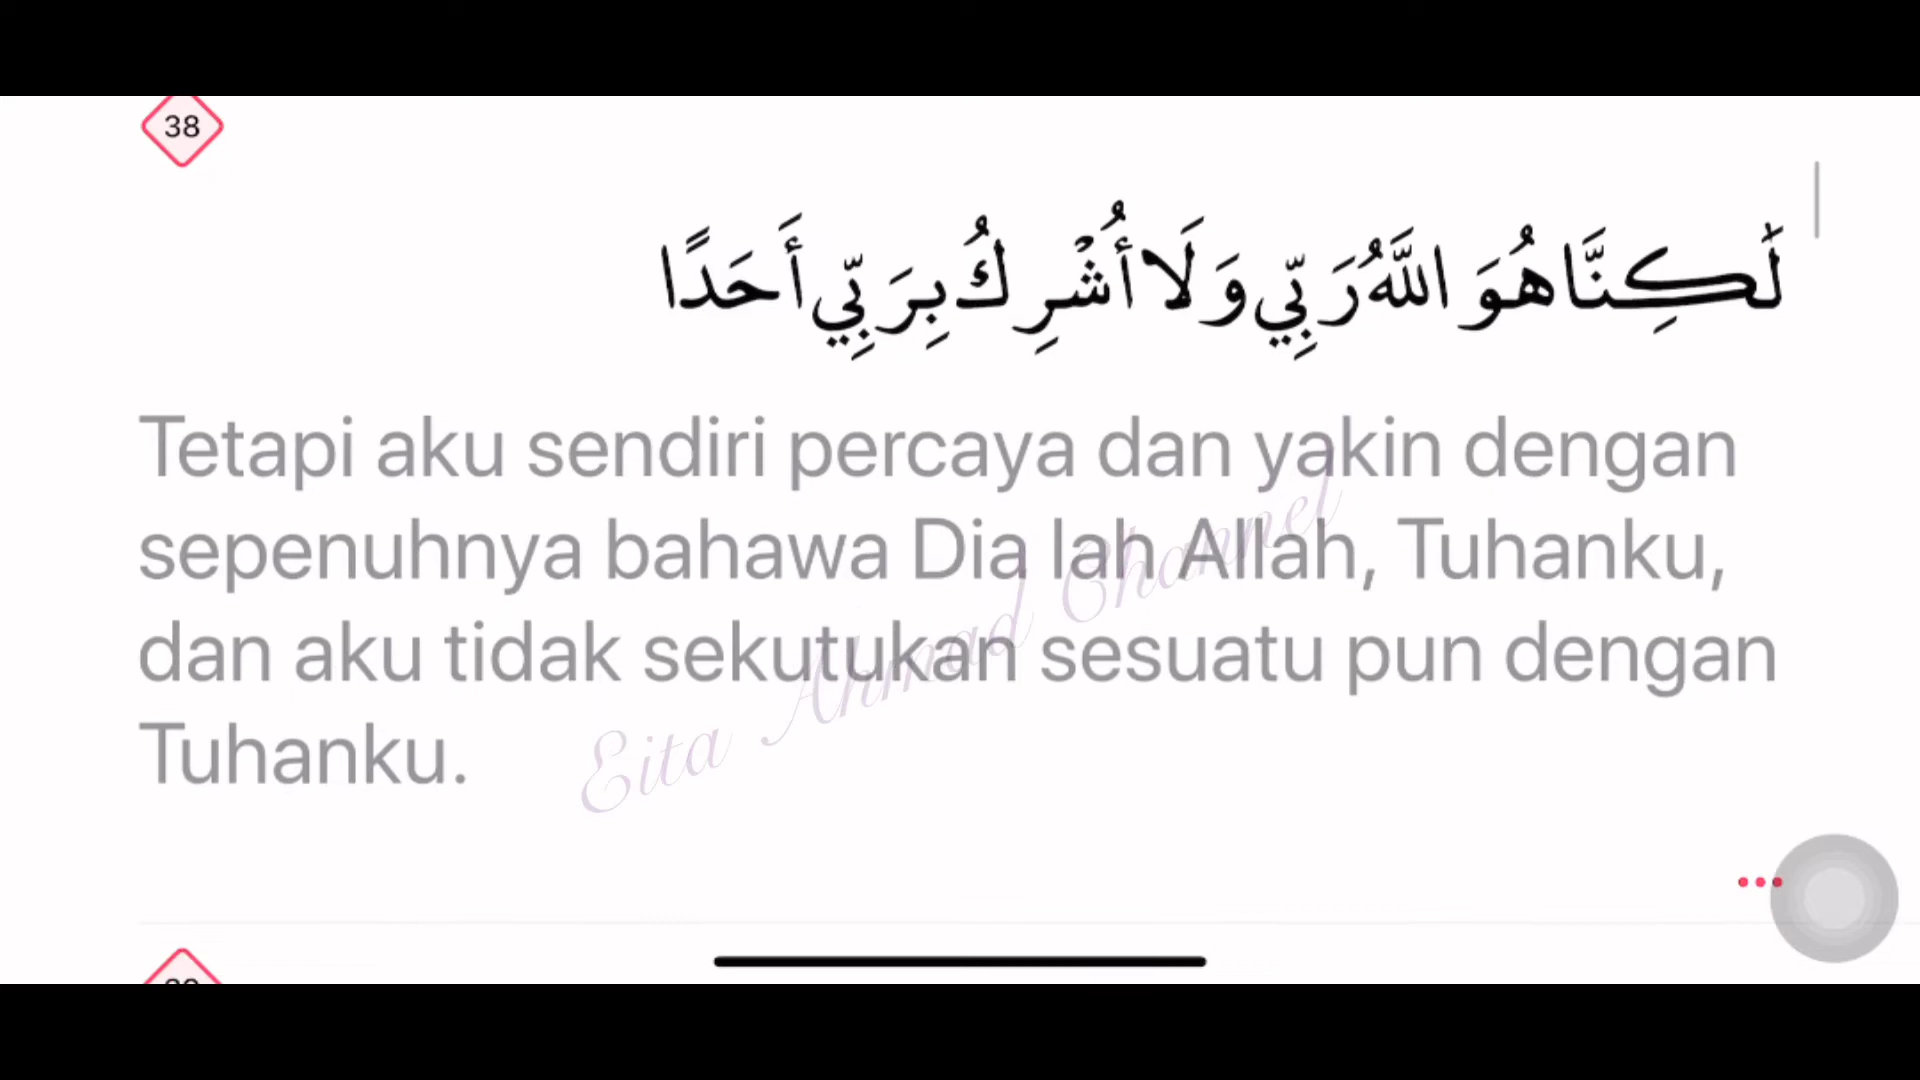 38
لَٰكِنَّا هُوَ اللَّهُ رَبِّي وَلَا أُشْرِكُ بِرَبِّي أَحَدًا
Tetapi aku sendiri percaya dan yakin dengan
sepenuhnya bahawa Dia lah Allah, Tuhanku,
dan aku tidak sekutukan sesuatu pun dengan
Tuhanku.
Eita Ahmad Channel